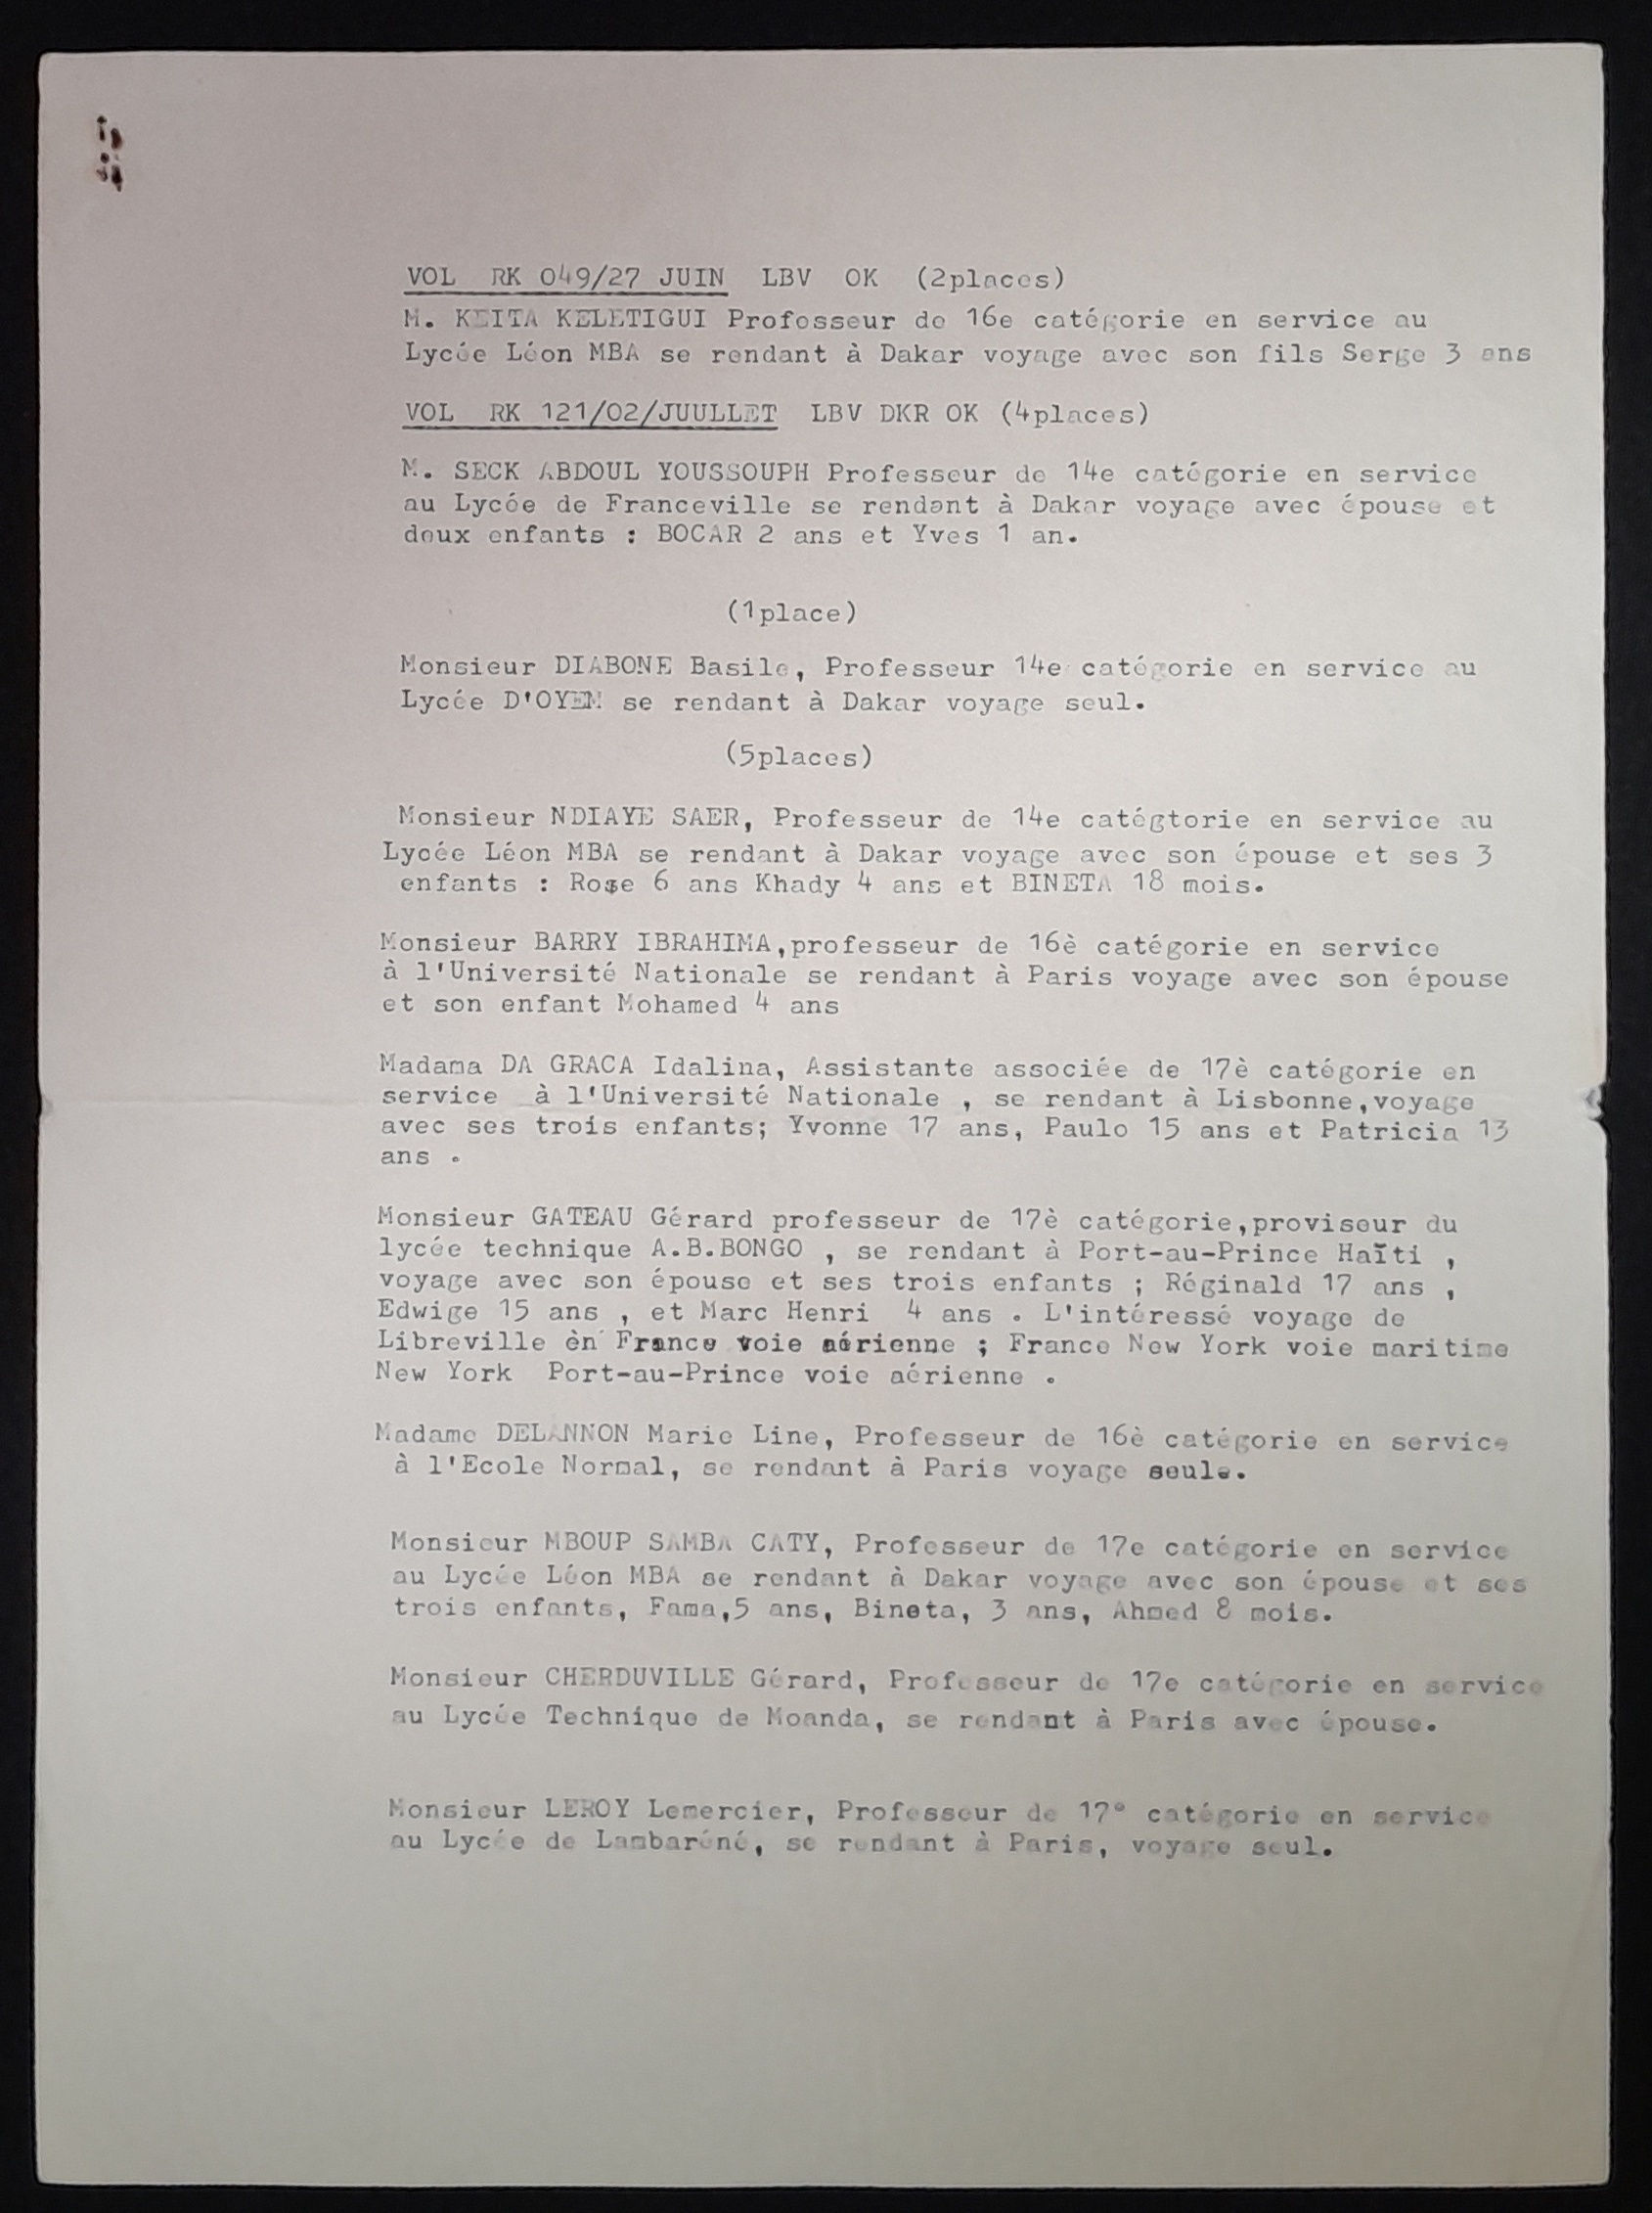 VOL RK 049/27 JUIN LBV OK (2places)
M. KEITA KELETIGUI Professeur de 16e catégorie en service au
Lycée Léon MBA se rendant à Dakar voyage avec son fils Serge 3 ans
VOL RK 121/02/JUULLET LBV DKR OK (4places)
M. SECK ABDOUL YOUSSOUPH Professeur de 14e catégorie en service
au Lycée de Franceville se rendant à Dakar voyage avec épouse et
deux enfants : BOCAR 2 ans et Yves 1 an.
(1place)
Monsieur DIABONE Basile, Professeur 14e catégorie en service au
Lycée D'OYEM se rendant à Dakar voyage seul.
(5places)
Monsieur NDIAYE SAER, Professeur de 14e catégtorie en service au
Lycée Léon MBA se rendant à Dakar voyage avec son épouse et ses 3
enfants : Rose 6 ans Khady 4 ans et BINETA 18 mois.
Monsieur BARRY IBRAHIMA,professeur de 16è catégorie en service
à l'Université Nationale se rendant à Paris voyage avec son épouse
et son enfant Mohamed 4 ans
Madama DA GRACA Idalina, Assistante associée de 17è catégorie en
service à l'Université Nationale , se rendant à Lisbonne,voyage
avec ses trois enfants; Yvonne 17 ans, Paulo 15 ans et Patricia 13
ans .
Monsieur GATEAU Gérard professeur de 17è catégorie,proviseur du
lycée technique A.B.BONGO , se rendant à Port-au-Prince Haïti ,
voyage avec son épouse et ses trois enfants ; Réginald 17 ans ,
Edwige 15 ans , et Marc Henri 4 ans . L'intéressé voyage de
Libreville èn France voie aérienne ; France New York voie maritime
New York Port-au-Prince voie aérienne .
Madame DELANNON Marie Line, Professeur de 16è catégorie en service
à l'Ecole Normal, se rendant à Paris voyage seule.
Monsieur MBOUP SAMBA CATY, Professeur de 17e catégorie en service
au Lycée Léon MBA se rendant à Dakar voyage avec son épouse et ses
trois enfants, Fama,5 ans, Bineta, 3 ans, Ahmed 8 mois.
Monsieur CHERDUVILLE Gérard, Professeur de 17e catégorie en service
au Lycée Technique de Moanda, se rendant à Paris avec épouse.
Monsieur LEROY Lemercier, Professeur de 17° catégorie en service
au Lycée de Lambaréné, se rendant à Paris, voyage seul.